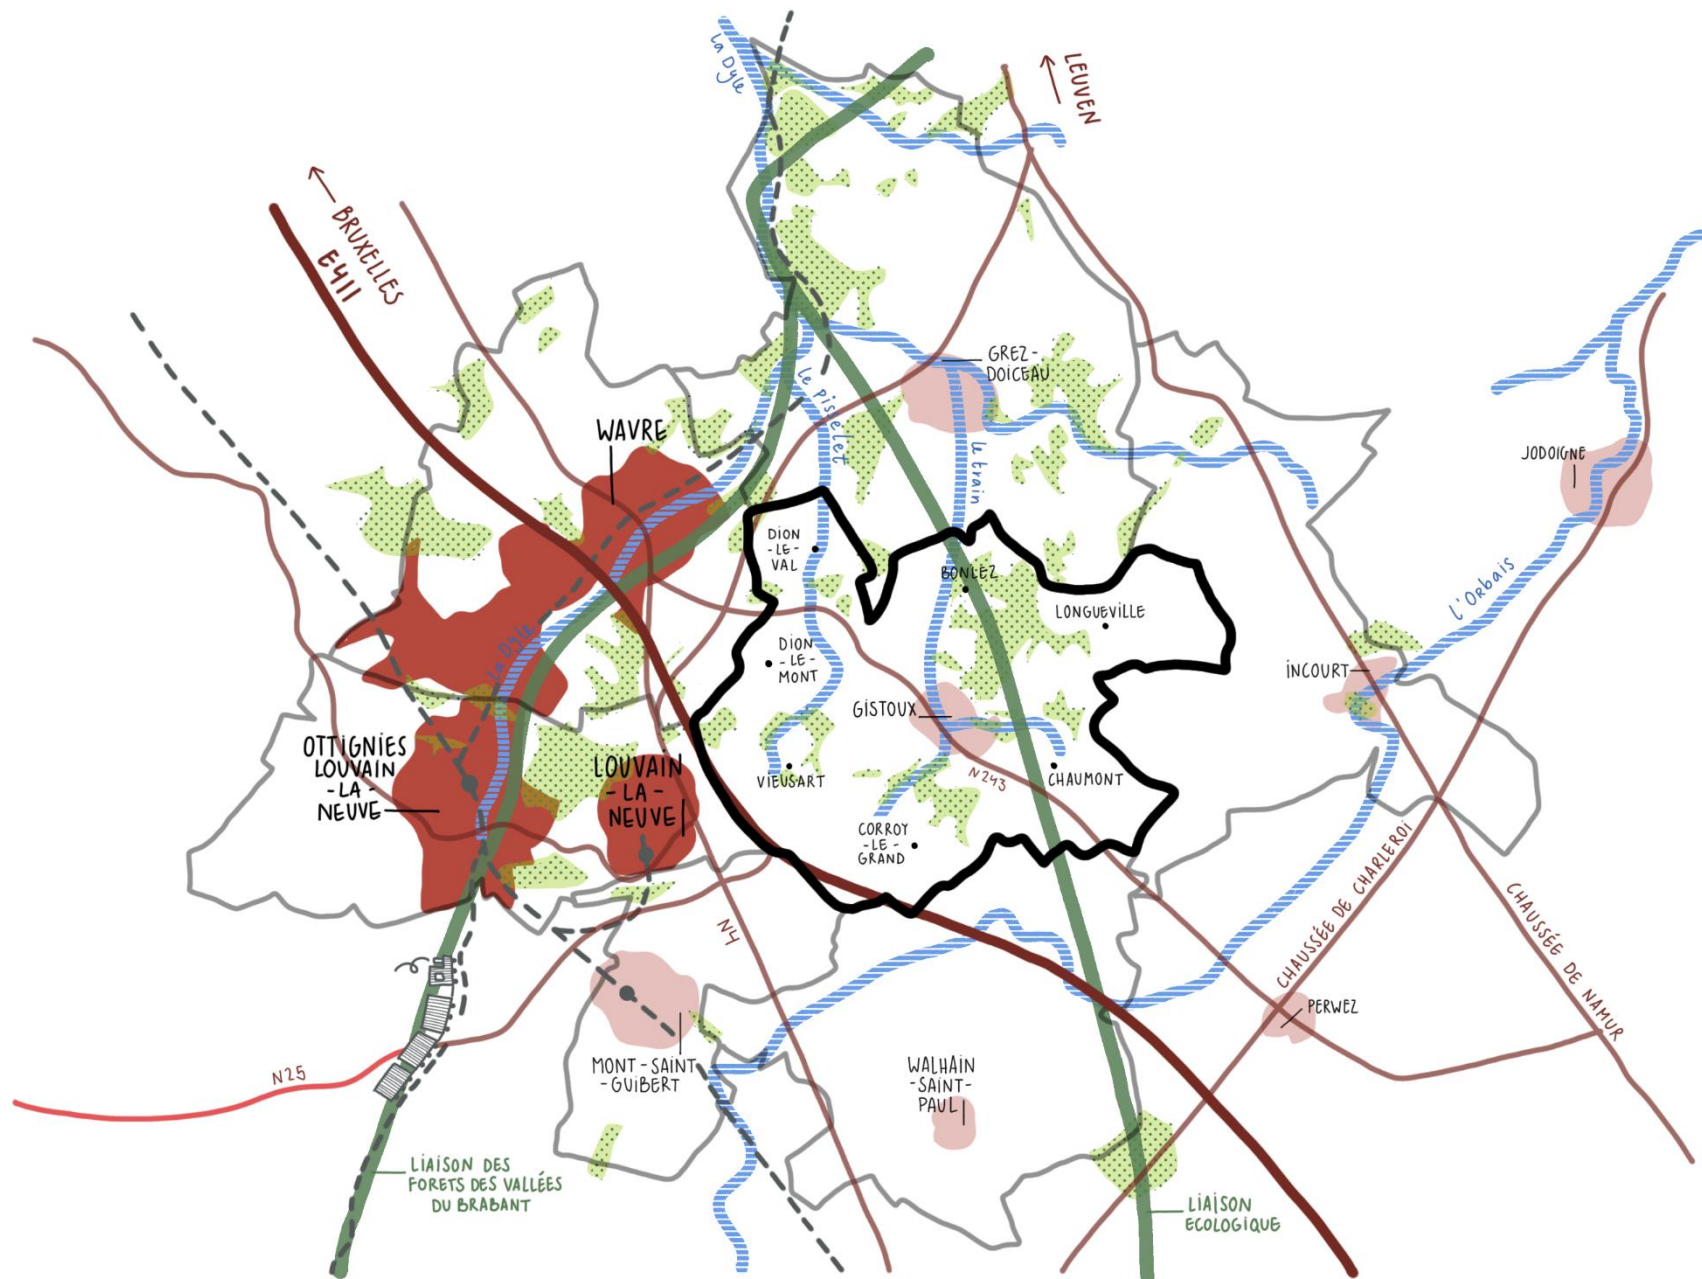 La Dyle
LEUVEN
BRUXELLES
E411
GREZ-
DOICEAU
Le Piselet
WAVRE
Le train
JODOIGNE
DION
-LE-
VAL
BONLEZ
LONGUEVILLE
L'Orbais
La Dyle
DION
-LE-
MONT
INCOURT
GISTOUX
OTTIGNIES
LOUVAIN
-LA-
NEUVE
LOUVAIN
-LA-
NEUVE
VIEUSART
N243
CHAUMONT
CORROY
-LE-
GRAND
CHAUSSÉE DE CHARLEROI
CHAUSSÉE DE NAMUR
N4
PERWEZ
N25
MONT-SAINT
-GUIBERT
WALHAIN
-SAINT-
PAUL
LIAISON DES
FORETS DES VALLÉES
DU BRABANT
LIAISON
ECOLOGIQUE